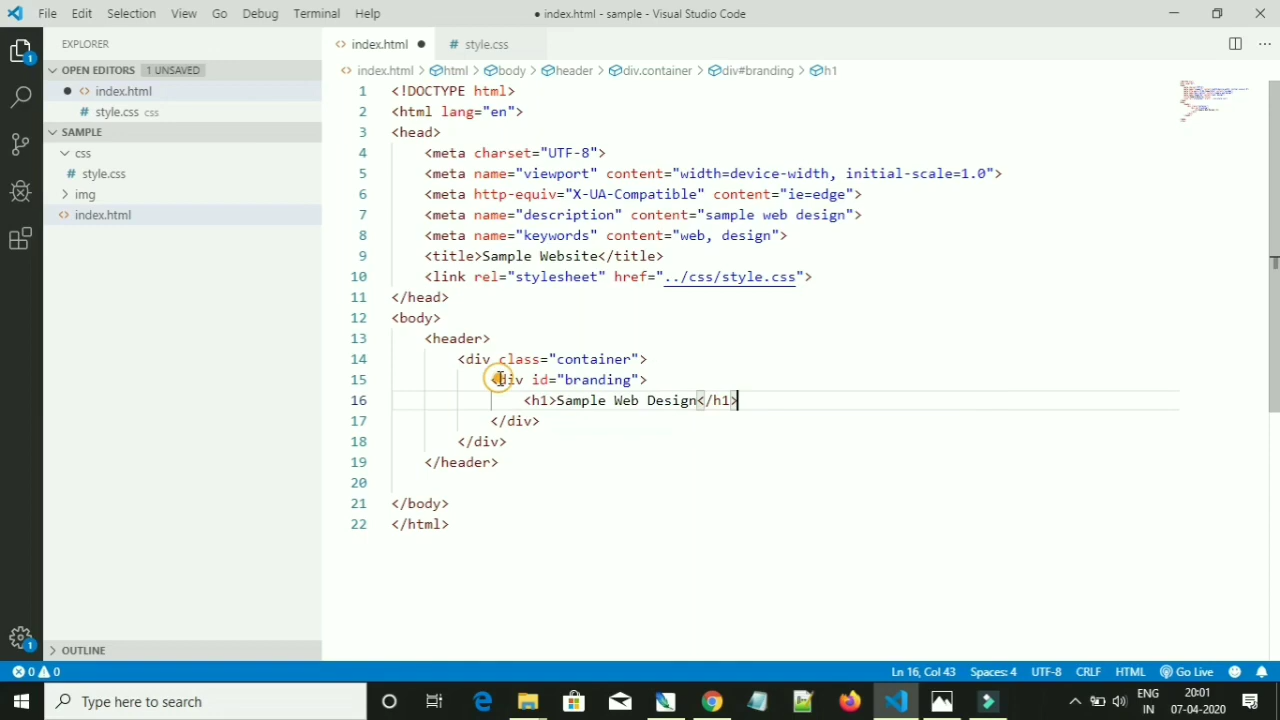 File Edit Selection View Go Debug Terminal Help ● index.html - sample - Visual Studio Code
EXPLORER
index.html ●
# style.css
OPEN EDITORS 1 UNSAVED
● index.html
# style.css css
SAMPLE
css
# style.css
img
index.html
OUTLINE
index.html > html > body > header > div.container > div#branding > h1
1 <!DOCTYPE html>
2 <html lang="en">
3 <head>
4 <meta charset="UTF-8">
5 <meta name="viewport" content="width=device-width, initial-scale=1.0">
6 <meta http-equiv="X-UA-Compatible" content="ie=edge">
7 <meta name="description" content="sample web design">
8 <meta name="keywords" content="web, design">
9 <title>Sample Website</title>
10 <link rel="stylesheet" href="../css/style.css">
11 </head>
12 <body>
13 <header>
14 <div class="container">
15 <div id="branding">
16 <h1>Sample Web Design</h1>
17 </div>
18 </div>
19 </header>
20
21 </body>
22 </html>
1
1
0 0 Ln 16, Col 43 Spaces: 4 UTF-8 CRLF HTML Go Live
Type here to search
ENG
IN
20:01
07-04-2020